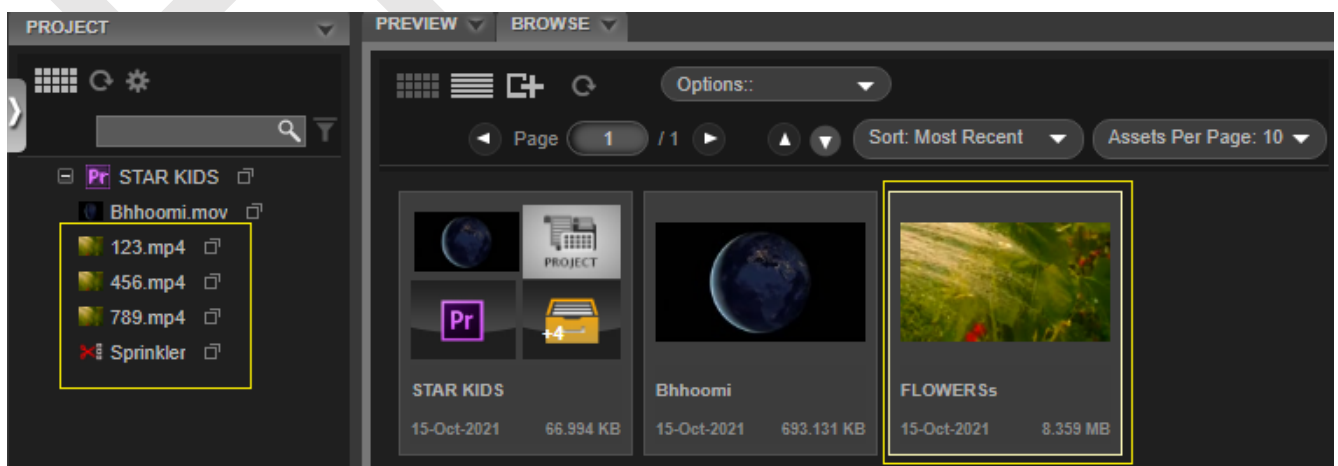 PROJECT
PREVIEW BROWSE
Options::
Page 1 / 1 Sort: Most Recent Assets Per Page: 10
Pr STAR KIDS
Bhhoomi.mov
123.mp4
456.mp4
789.mp4
Sprinkler
PROJECT
Pr +4
STAR KIDS
15-Oct-2021 66.994 KB
Bhhoomi
15-Oct-2021 693.131 KB
FLOWERSs
15-Oct-2021 8.359 MB